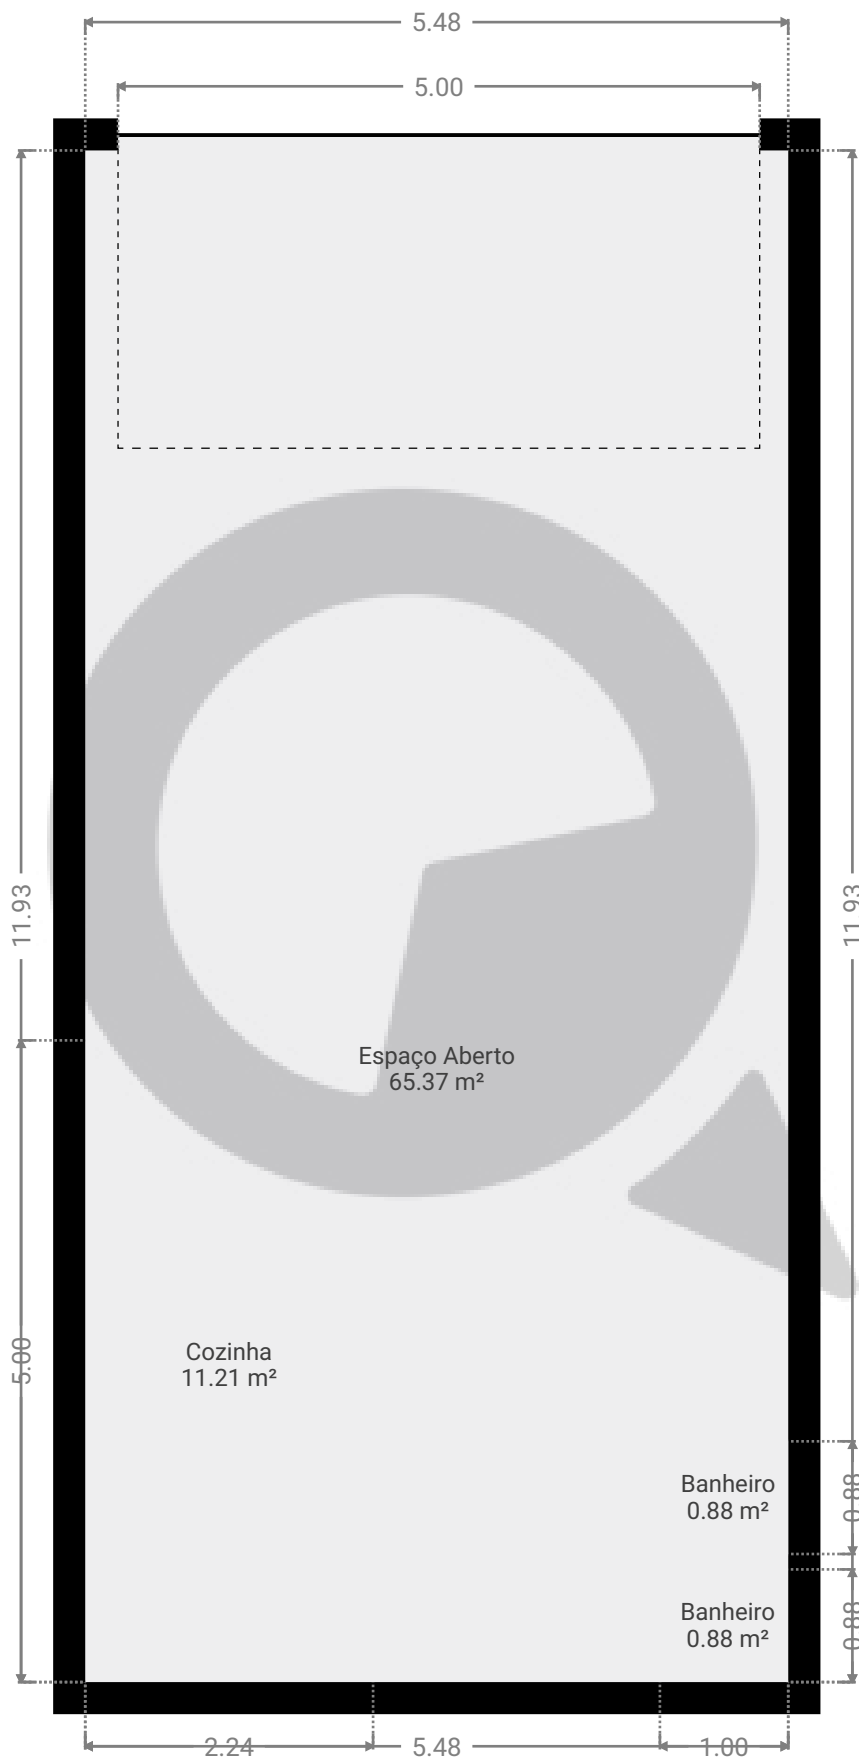 5.48
5.00
11.93
11.93
Espaço Aberto
65.37 m²
5.00
Cozinha
11.21 m²
Banheiro
0.88 m²
0.88
Banheiro
0.88 m²
0.88
2.24
5.48
1.00